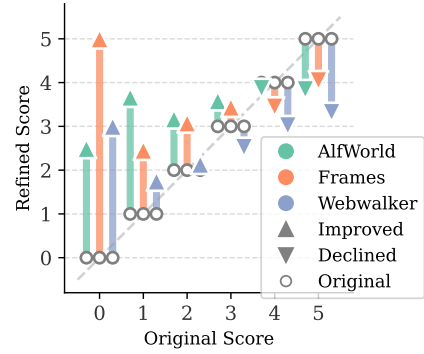 5
4
3
2
1
0
Refined Score
0 1 2 3 4 5
Original Score
AlfWorld
Frames
Webwalker
Improved
Declined
Original